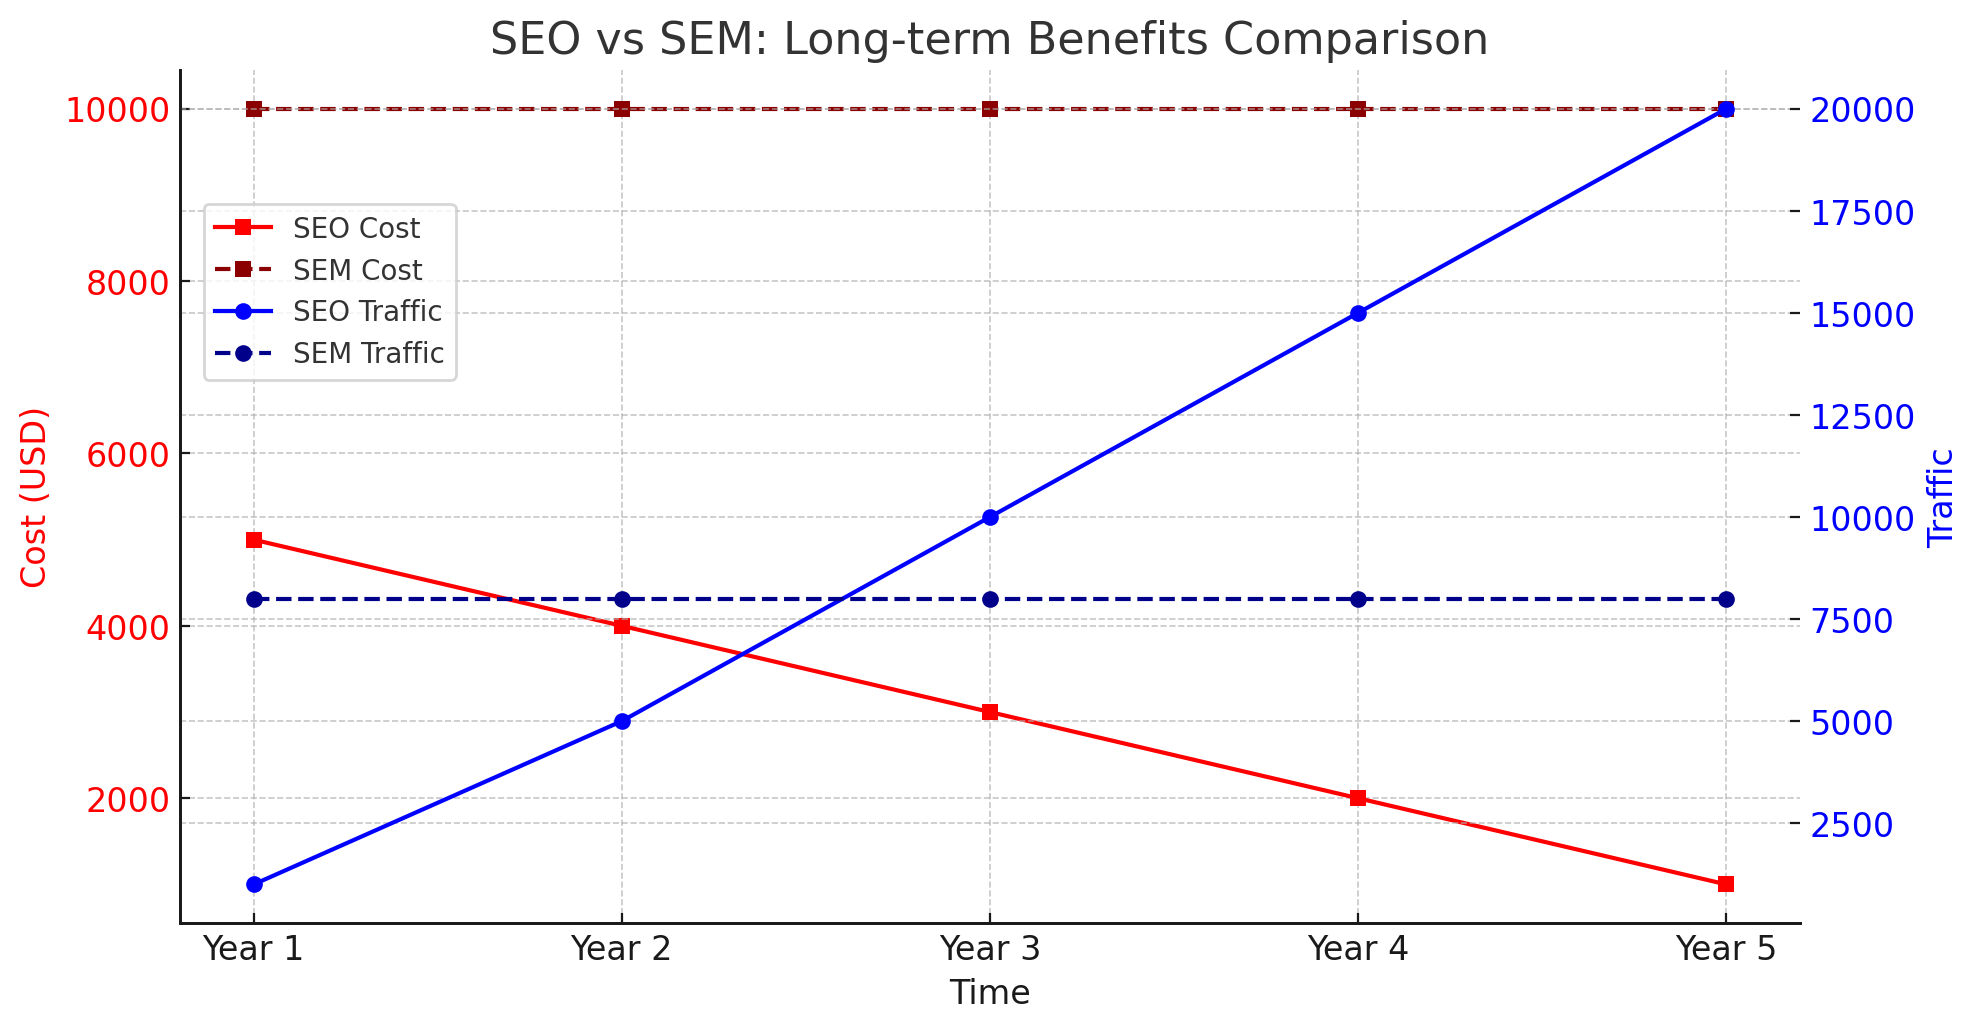 SEO vs SEM: Long-term Benefits Comparison
10000
8000
6000
4000
2000
Cost (USD)
SEO Cost
SEM Cost
SEO Traffic
SEM Traffic
20000
17500
15000
12500
10000
7500
5000
2500
Traffic
Year 1 Year 2 Year 3 Year 4 Year 5
Time